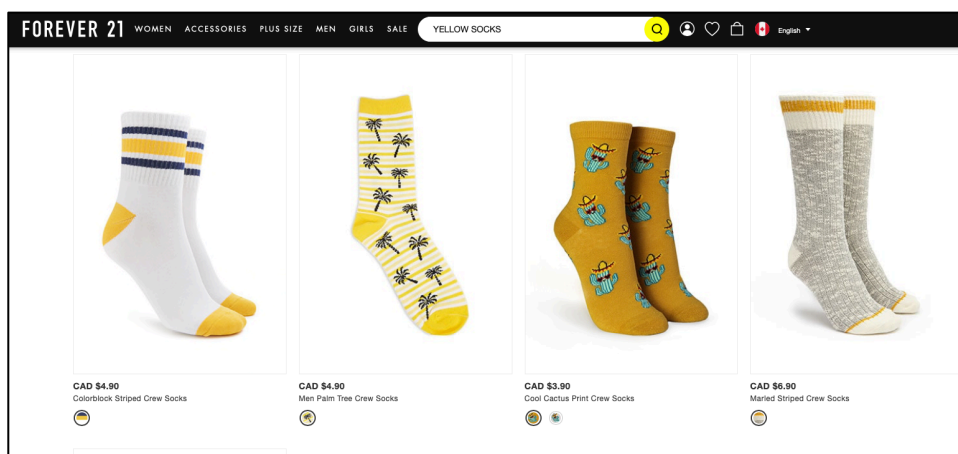 FOREVER 21 WOMEN ACCESSORIES PLUS SIZE MEN GIRLS SALE YELLOW SOCKS English
CAD $4.90
Colorblock Striped Crew Socks
CAD $4.90
Men Palm Tree Crew Socks
CAD $3.90
Cool Cactus Print Crew Socks
CAD $6.90
Marled Striped Crew Socks